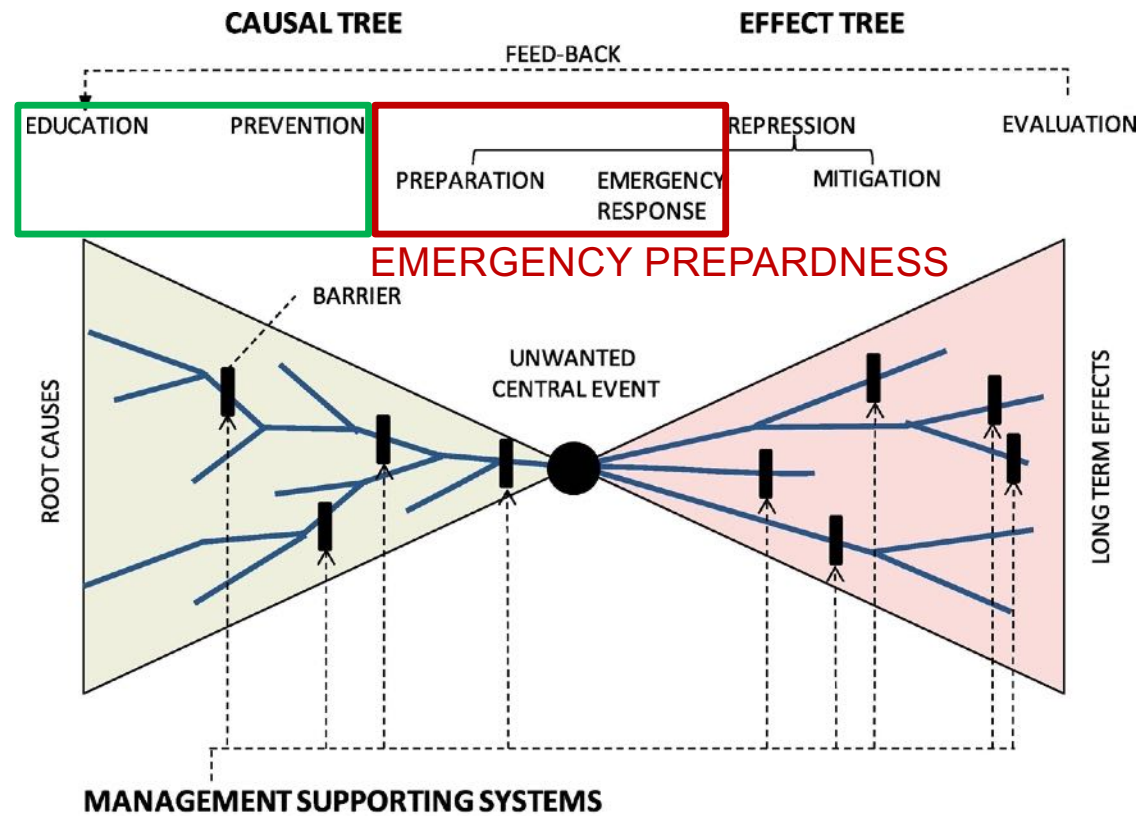 CAUSAL TREE
EFFECT TREE
FEED-BACK
EDUCATION
PREVENTION
REPRESSION
EVALUATION
PREPARATION
EMERGENCY
RESPONSE
MITIGATION
EMERGENCY PREPARDNESS
BARRIER
UNWANTED
CENTRAL EVENT
ROOT CAUSES
LONG TERM EFFECTS
MANAGEMENT SUPPORTING SYSTEMS